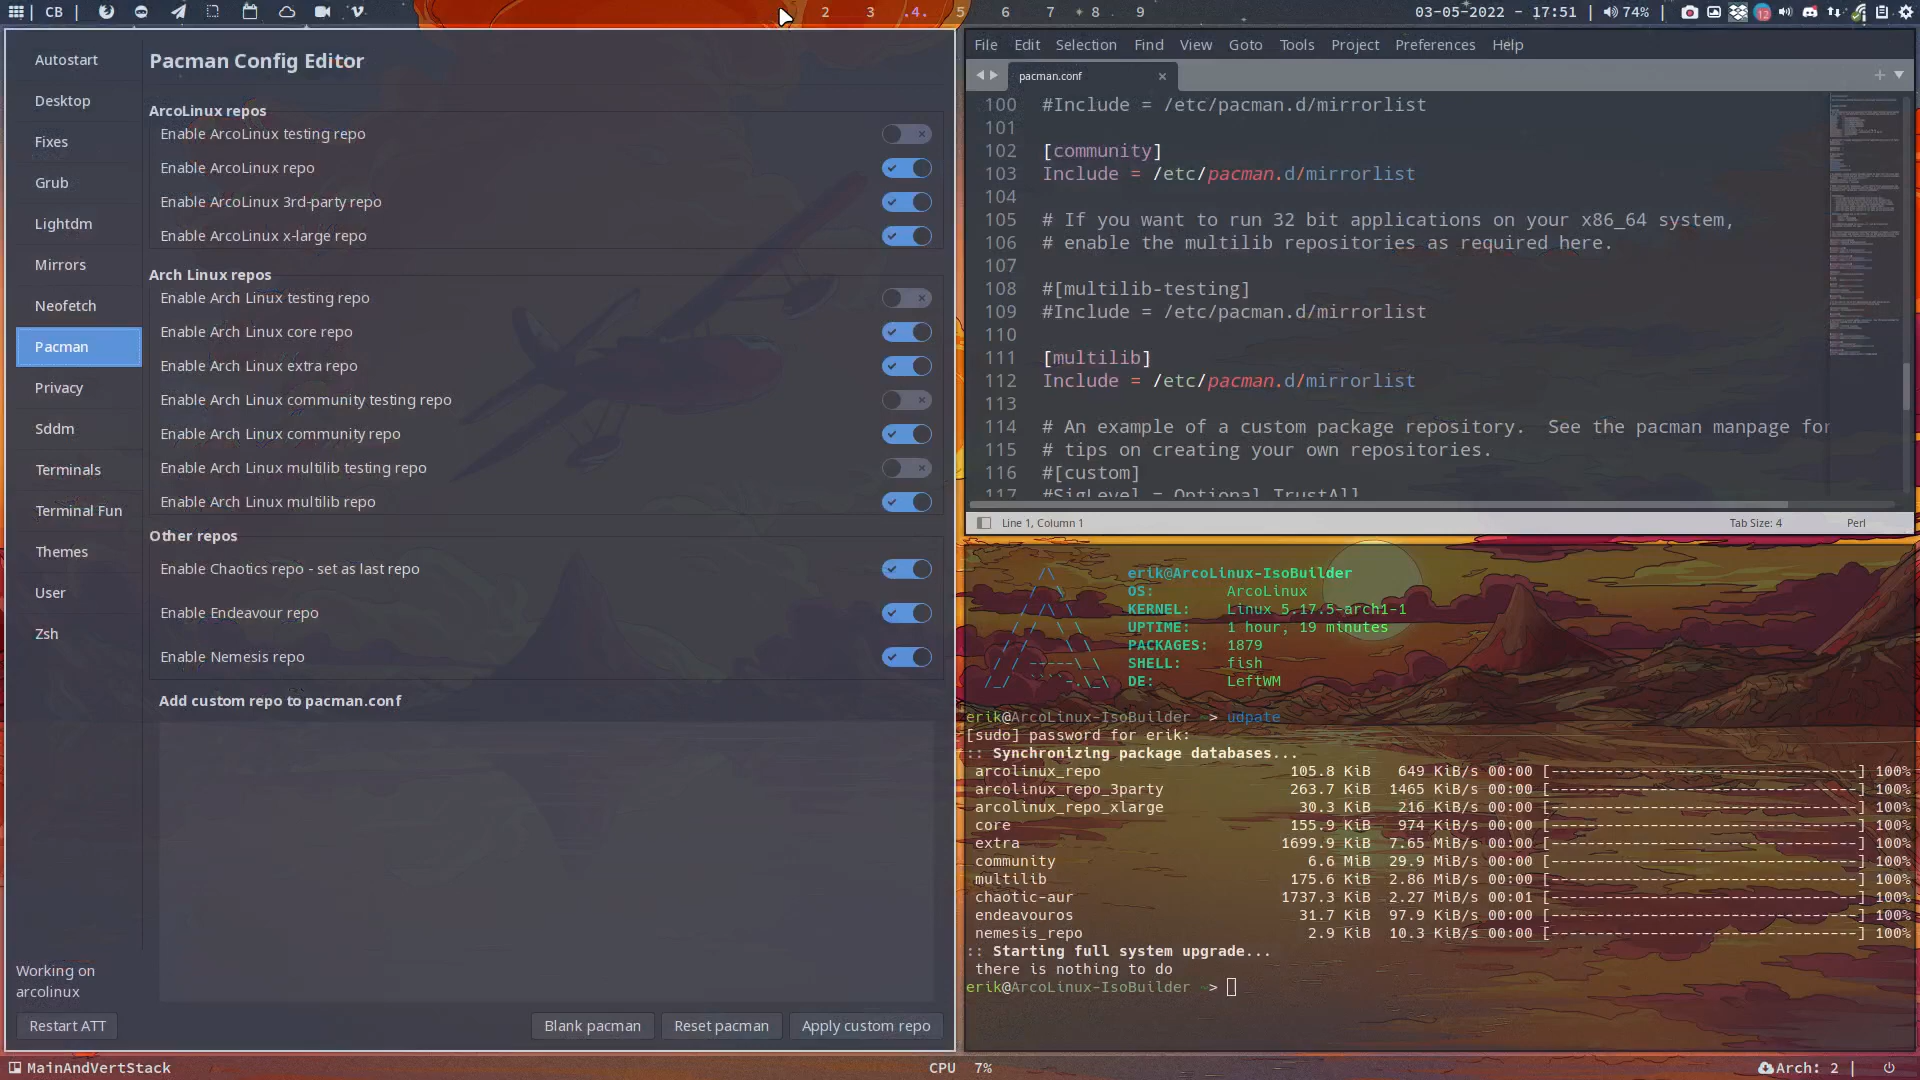 CB 2 3 .4. 5 6 7 8 9 03-05-2022 - 17:51 | 74% | 12
Autostart
Desktop
Fixes
Grub
Lightdm
Mirrors
Neofetch
Pacman
Privacy
Sddm
Terminals
Terminal Fun
Themes
User
Zsh
Working on
arcolinux
Restart ATT
Pacman Config Editor
ArcoLinux repos
Enable ArcoLinux testing repo
Enable ArcoLinux repo
Enable ArcoLinux 3rd-party repo
Enable ArcoLinux x-large repo
Arch Linux repos
Enable Arch Linux testing repo
Enable Arch Linux core repo
Enable Arch Linux extra repo
Enable Arch Linux community testing repo
Enable Arch Linux community repo
Enable Arch Linux multilib testing repo
Enable Arch Linux multilib repo
Other repos
Enable Chaotics repo - set as last repo
Enable Endeavour repo
Enable Nemesis repo
Add custom repo to pacman.conf
Blank pacman Reset pacman Apply custom repo
File Edit Selection Find View Goto Tools Project Preferences Help
pacman.conf
100 #Include = /etc/pacman.d/mirrorlist
101
102 [community]
103 Include = /etc/pacman.d/mirrorlist
104
105 # If you want to run 32 bit applications on your x86_64 system,
106 # enable the multilib repositories as required here.
107
108 #[multilib-testing]
109 #Include = /etc/pacman.d/mirrorlist
110
111 [multilib]
112 Include = /etc/pacman.d/mirrorlist
113
114 # An example of a custom package repository.  See the pacman manpage for
115 # tips on creating your own repositories.
116 #[custom]
117 #SigLevel = Optional TrustAll
Line 1, Column 1 Tab Size: 4 Perl
erik@ArcoLinux-IsoBuilder
OS: ArcoLinux
KERNEL: Linux 5.17.5-arch1-1
UPTIME: 1 hour, 19 minutes
PACKAGES: 1879
SHELL: fish
DE: LeftWM
erik@ArcoLinux-IsoBuilder ~> udpate
[sudo] password for erik:
:: Synchronizing package databases...
arcolinux_repo 105.8 KiB 649 KiB/s 00:00 [----------------------------------] 100%
arcolinux_repo_3party 263.7 KiB 1465 KiB/s 00:00 [----------------------------------] 100%
arcolinux_repo_xlarge 30.3 KiB 216 KiB/s 00:00 [----------------------------------] 100%
core 155.9 KiB 974 KiB/s 00:00 [----------------------------------] 100%
extra 1699.9 KiB 7.65 MiB/s 00:00 [----------------------------------] 100%
community 6.6 MiB 29.9 MiB/s 00:00 [----------------------------------] 100%
multilib 175.6 KiB 2.86 MiB/s 00:00 [----------------------------------] 100%
chaotic-aur 1737.3 KiB 2.27 MiB/s 00:01 [----------------------------------] 100%
endeavouros 31.7 KiB 97.9 KiB/s 00:00 [----------------------------------] 100%
nemesis_repo 2.9 KiB 10.3 KiB/s 00:00 [----------------------------------] 100%
:: Starting full system upgrade...
there is nothing to do
erik@ArcoLinux-IsoBuilder ~>
MainAndVertStack CPU 7% Arch: 2 |